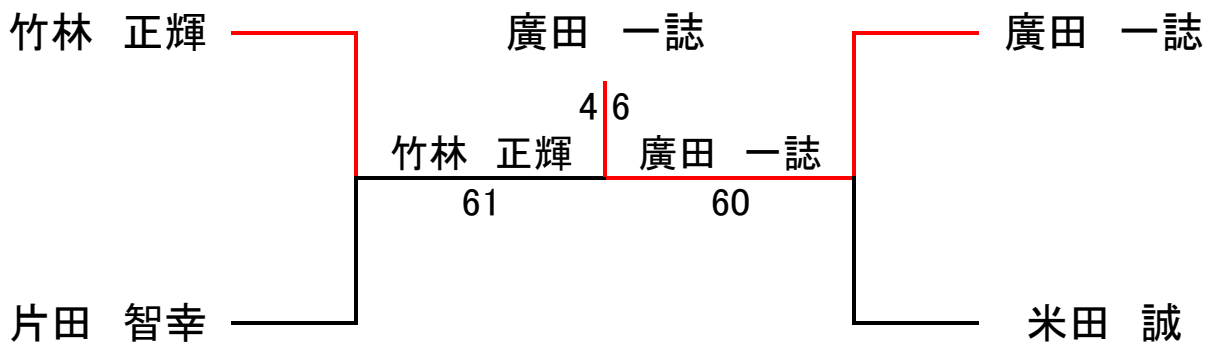 竹林　正輝　廣田　一誌　廣田　一誌
4 6
竹林　正輝　廣田　一誌
61　60
片田　智幸　米田　誠